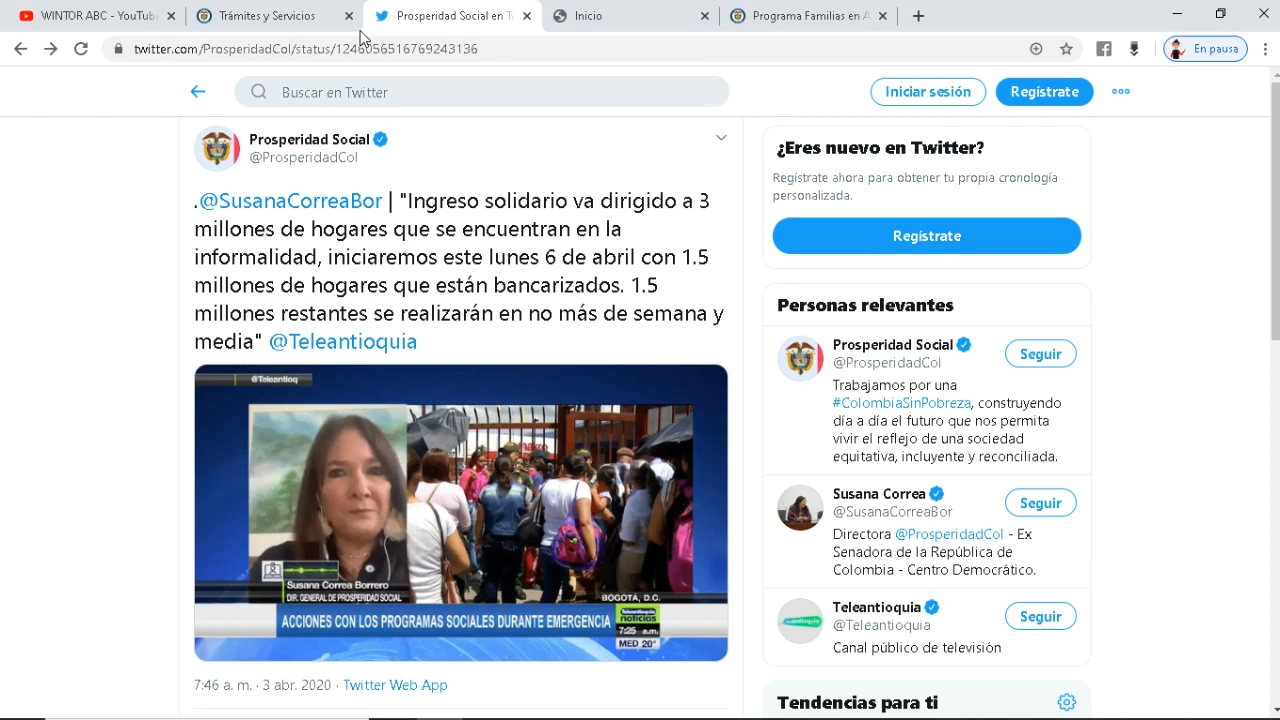 WINTOR ABC - YouTub
Trámites y Servicios
Prosperidad Social en Tw
Inicio
Programa Familias en A
twitter.com/ProsperidadCol/status/1246056516769243136
En pausa
Buscar en Twitter
Iniciar sesión
Regístrate
Prosperidad Social
@ProsperidadCol
.@SusanaCorreaBor | "Ingreso solidario va dirigido a 3
millones de hogares que se encuentran en la
informalidad, iniciaremos este lunes 6 de abril con 1.5
millones de hogares que están bancarizados. 1.5
millones restantes se realizarán en no más de semana y
media" @Teleantioquia
@Teleantioq
Susana Correa Borrero
DIR. GENERAL DE PROSPERIDAD SOCIAL
BOGOTA, D.C.
ACCIONES CON LOS PROGRAMAS SOCIALES DURANTE EMERGENCIA
Teleantioquia
noticias
7:25 a.m.
MED 20°
7:46 a. m. · 3 abr. 2020 · Twitter Web App
¿Eres nuevo en Twitter?
Regístrate ahora para obtener tu propia cronología
personalizada.
Regístrate
Personas relevantes
Prosperidad Social
@ProsperidadCol
Seguir
Trabajamos por una
#ColombiaSinPobreza, construyendo
día a día el futuro que nos permita
vivir el reflejo de una sociedad
equitativa, incluyente y reconciliada.
Susana Correa
@SusanaCorreaBor
Seguir
Directora @ProsperidadCol - Ex
Senadora de la República de
Colombia - Centro Democrático.
Teleantioquia
@Teleantioquia
Seguir
Canal público de televisión
Tendencias para ti